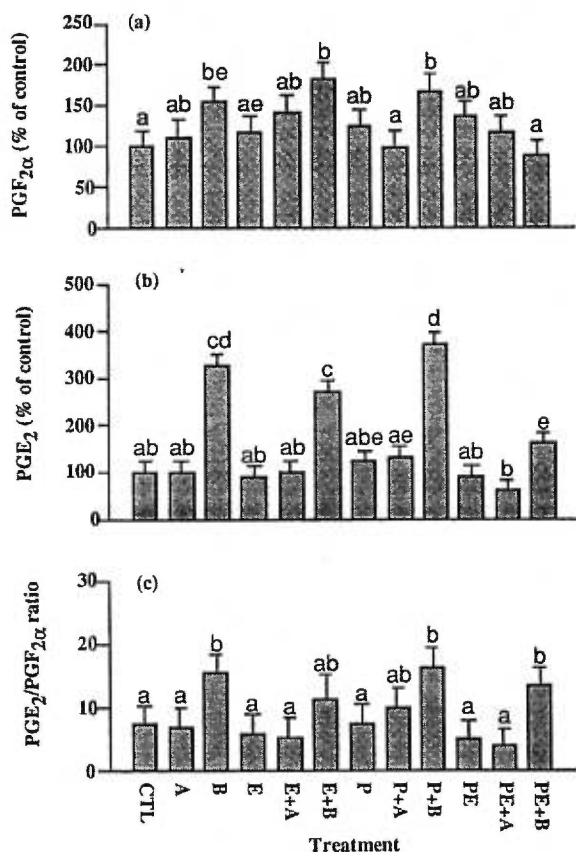 (a)
PGF2α (% of control)
250
200
150
100
50
0
a ab be ae ab b ab a b ab ab a
(b)
PGE2 (% of control)
500
400
300
200
100
0
ab ab cd ab ab c abe ae d ab b e
(c)
PGE2/PGF2α ratio
30
20
10
0
a a b a a ab a ab b a a b
CTL A B E E+A E+B P P+A P+B PE PE+A PE+B
Treatment